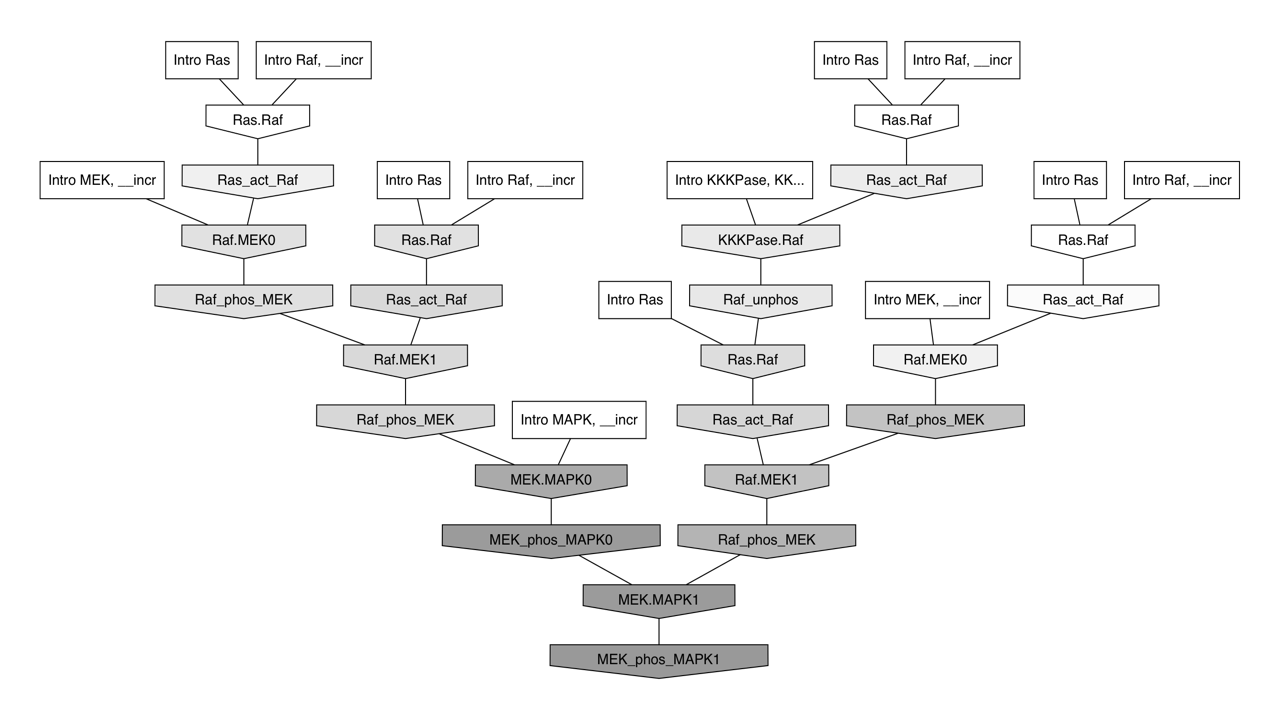 Intro Ras
Intro Raf, __incr
Intro Ras
Intro Raf, __incr
Ras.Raf
Ras.Raf
Intro MEK, __incr
Ras_act_Raf
Intro Ras
Intro Raf, __incr
Intro KKKPase, KK...
Ras_act_Raf
Intro Ras
Intro Raf, __incr
Raf.MEK0
Ras.Raf
KKKPase.Raf
Ras.Raf
Raf_phos_MEK
Ras_act_Raf
Intro Ras
Raf_unphos
Intro MEK, __incr
Ras_act_Raf
Raf.MEK1
Ras.Raf
Raf.MEK0
Raf_phos_MEK
Intro MAPK, __incr
Ras_act_Raf
Raf_phos_MEK
MEK.MAPK0
Raf.MEK1
MEK_phos_MAPK0
Raf_phos_MEK
MEK.MAPK1
MEK_phos_MAPK1